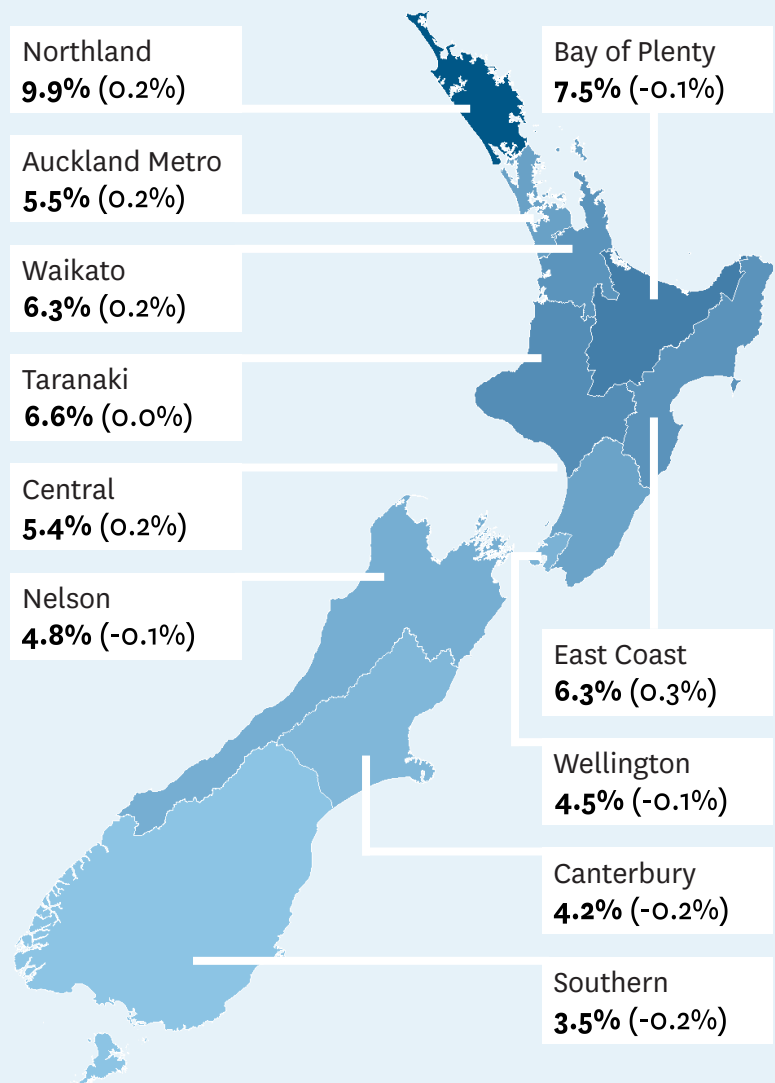 Northland
9.9% (0.2%)
Bay of Plenty
7.5% (-0.1%)
Auckland Metro
5.5% (0.2%)
Waikato
6.3% (0.2%)
Taranaki
6.6% (0.0%)
Central
5.4% (0.2%)
Nelson
4.8% (-0.1%)
East Coast
6.3% (0.3%)
Wellington
4.5% (-0.1%)
Canterbury
4.2% (-0.2%)
Southern
3.5% (-0.2%)